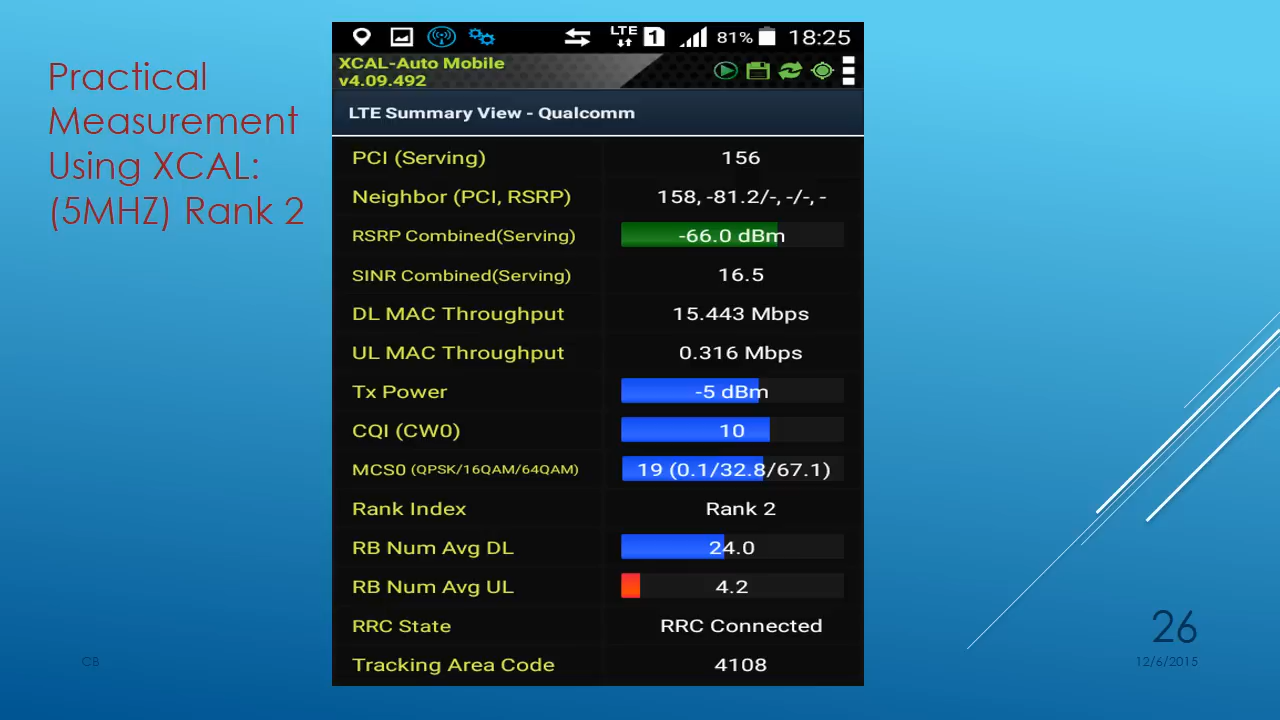 Practical
Measurement
Using XCAL:
(5MHZ) Rank 2
LTE 1 81% 18:25
XCAL-Auto Mobile
v4.09.492
LTE Summary View - Qualcomm
PCI (Serving) 156
Neighbor (PCI, RSRP) 158, -81.2/-, -/-, -
RSRP Combined(Serving) -66.0 dBm
SINR Combined(Serving) 16.5
DL MAC Throughput 15.443 Mbps
UL MAC Throughput 0.316 Mbps
Tx Power -5 dBm
CQI (CW0) 10
MCS0 (QPSK/16QAM/64QAM) 19 (0.1/32.8/67.1)
Rank Index Rank 2
RB Num Avg DL 24.0
RB Num Avg UL 4.2
RRC State RRC Connected
Tracking Area Code 4108
26
CB 12/6/2015